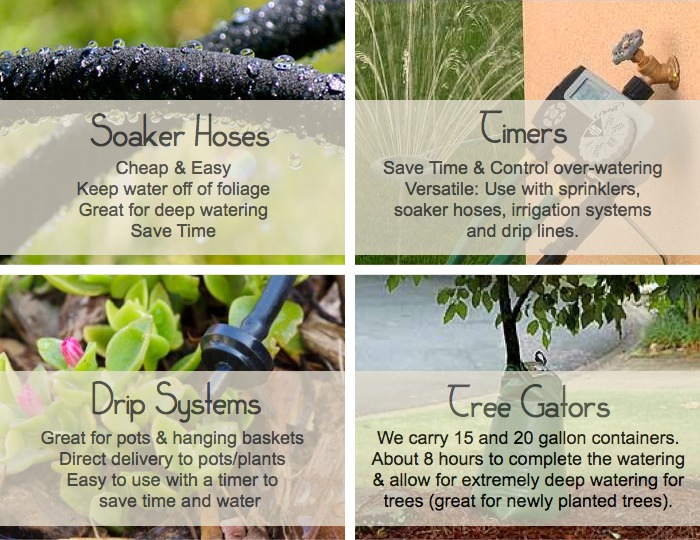 Soaker Hoses
Cheap & Easy
Keep water off of foliage
Great for deep watering
Save Time
Timers
Save Time & Control over-watering
Versatile: Use with sprinklers,
soaker hoses, irrigation systems
and drip lines.
Drip Systems
Great for pots & hanging baskets
Direct delivery to pots/plants
Easy to use with a timer to
save time and water
Tree Gators
We carry 15 and 20 gallon containers.
About 8 hours to complete the watering
& allow for extremely deep watering for
trees (great for newly planted trees).